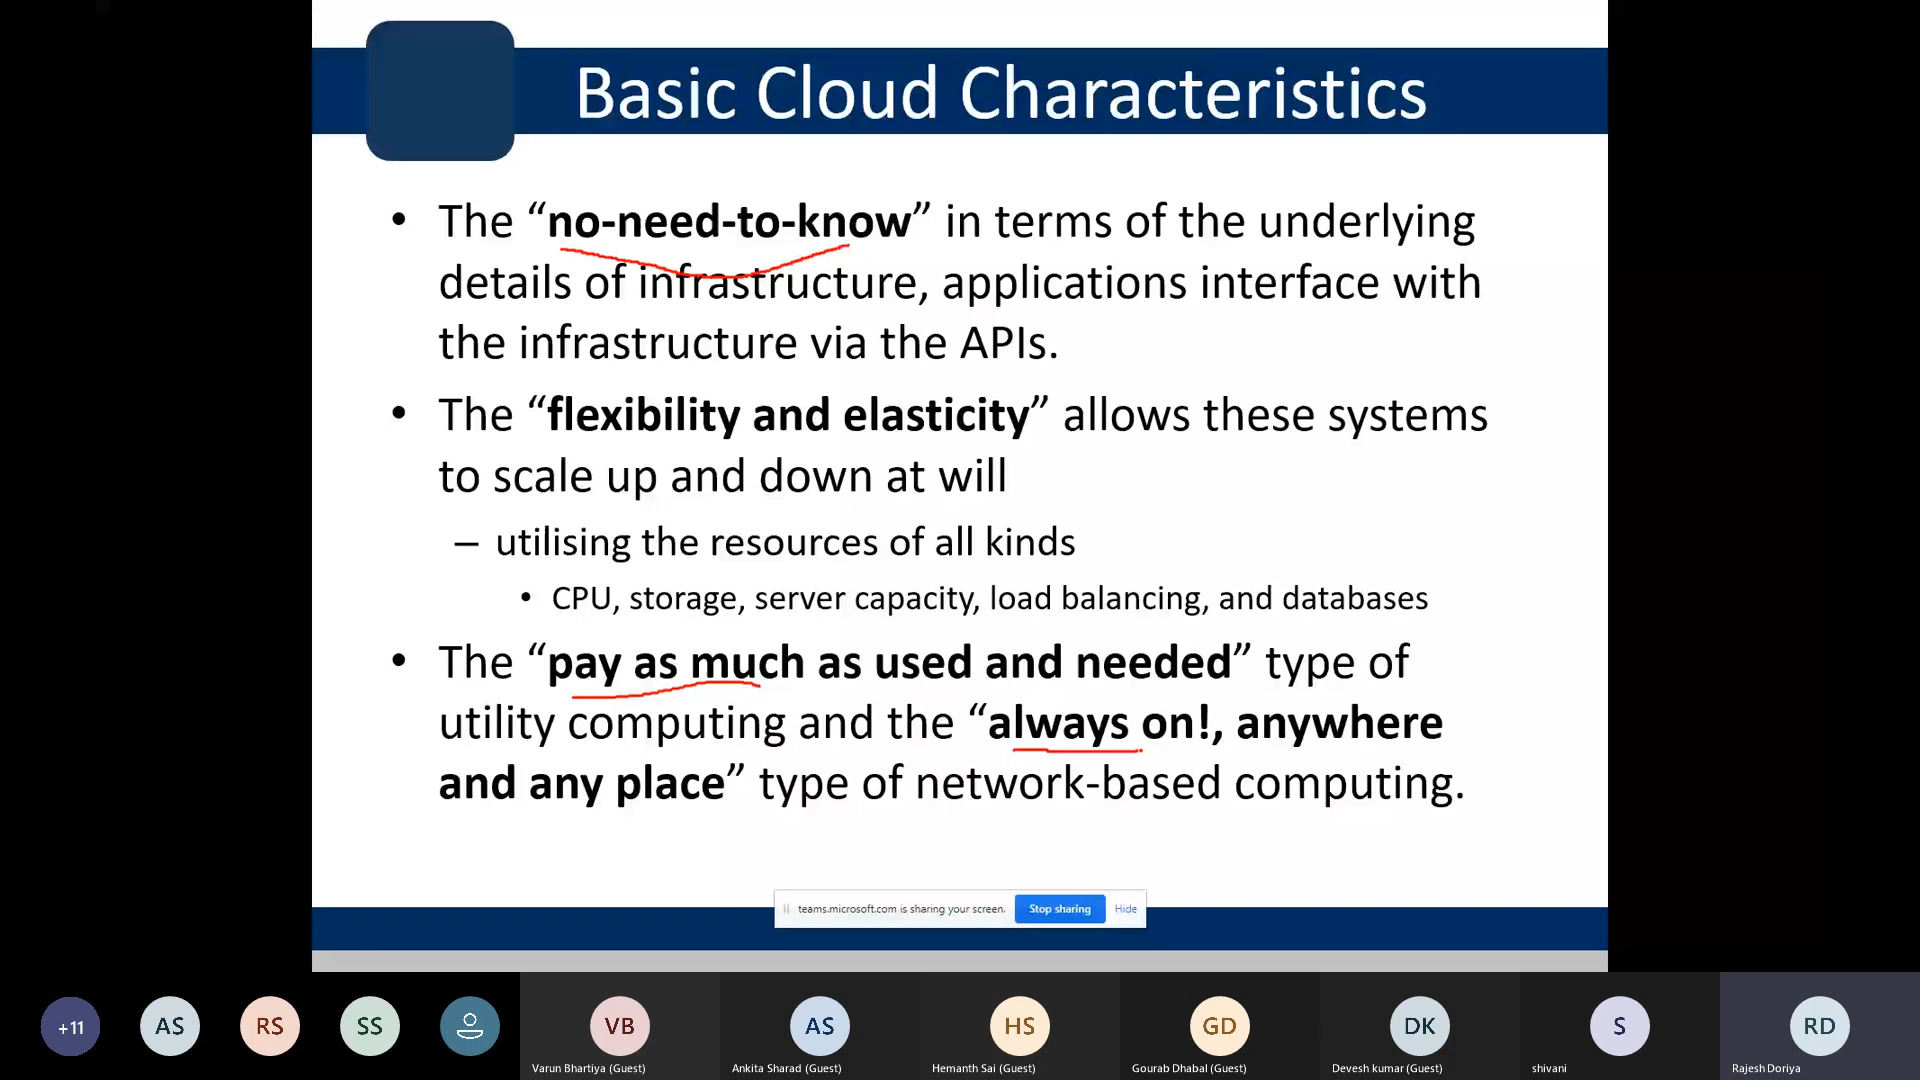 Basic Cloud Characteristics
• The “no-need-to-know” in terms of the underlying
details of infrastructure, applications interface with
the infrastructure via the APIs.
• The “flexibility and elasticity” allows these systems
to scale up and down at will
– utilising the resources of all kinds
• CPU, storage, server capacity, load balancing, and databases
• The “pay as much as used and needed” type of
utility computing and the “always on!, anywhere
and any place” type of network-based computing.
teams.microsoft.com is sharing your screen. Stop sharing Hide
+11 AS RS SS VB AS HS GD DK S RD
Varun Bhartiya (Guest) Ankita Sharad (Guest) Hemanth Sai (Guest) Gourab Dhabal (Guest) Devesh kumar (Guest) shivani Rajesh Doriya